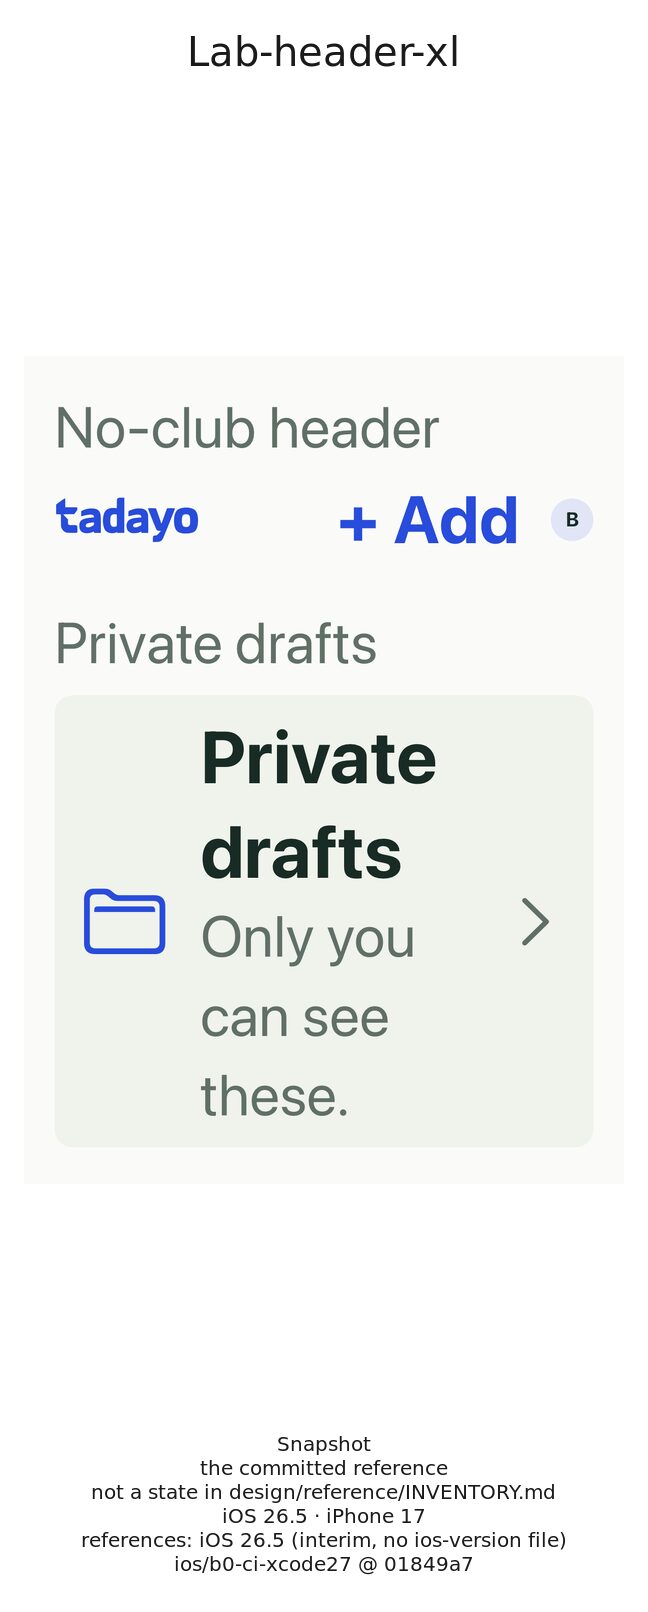 Lab-header-xl
No-club header
tadayo
+ Add
B
Private drafts
Private
drafts
Only you
can see
these.
Snapshot
the committed reference
not a state in design/reference/INVENTORY.md
iOS 26.5 · iPhone 17
references: iOS 26.5 (interim, no ios-version file)
ios/b0-ci-xcode27 @ 01849a7